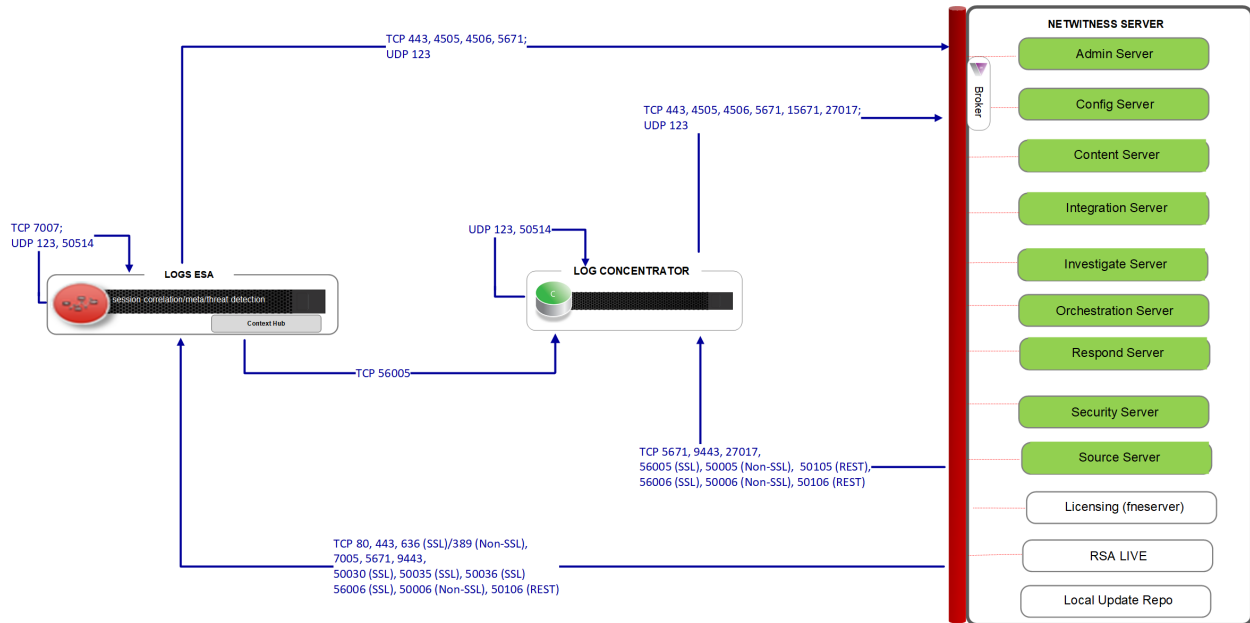 NETWITNESS SERVER
Admin Server
Broker
Config Server
Content Server
Integration Server
Investigate Server
Orchestration Server
Respond Server
Security Server
Source Server
Licensing (fneserver)
RSA LIVE
Local Update Repo
TCP 443, 4505, 4506, 5671;
UDP 123
TCP 443, 4505, 4506, 5671, 15671, 27017;
UDP 123
TCP 7007;
UDP 123, 50514
LOGS ESA
session correlation/meta/threat detection
Context Hub
UDP 123, 50514
LOG CONCENTRATOR
C
TCP 56005
TCP 5671, 9443, 27017,
56005 (SSL), 50005 (Non-SSL), 50105 (REST),
56006 (SSL), 50006 (Non-SSL), 50106 (REST)
TCP 80, 443, 636 (SSL)/389 (Non-SSL),
7005, 5671, 9443,
50030 (SSL), 50035 (SSL), 50036 (SSL)
56006 (SSL), 50006 (Non-SSL), 50106 (REST)